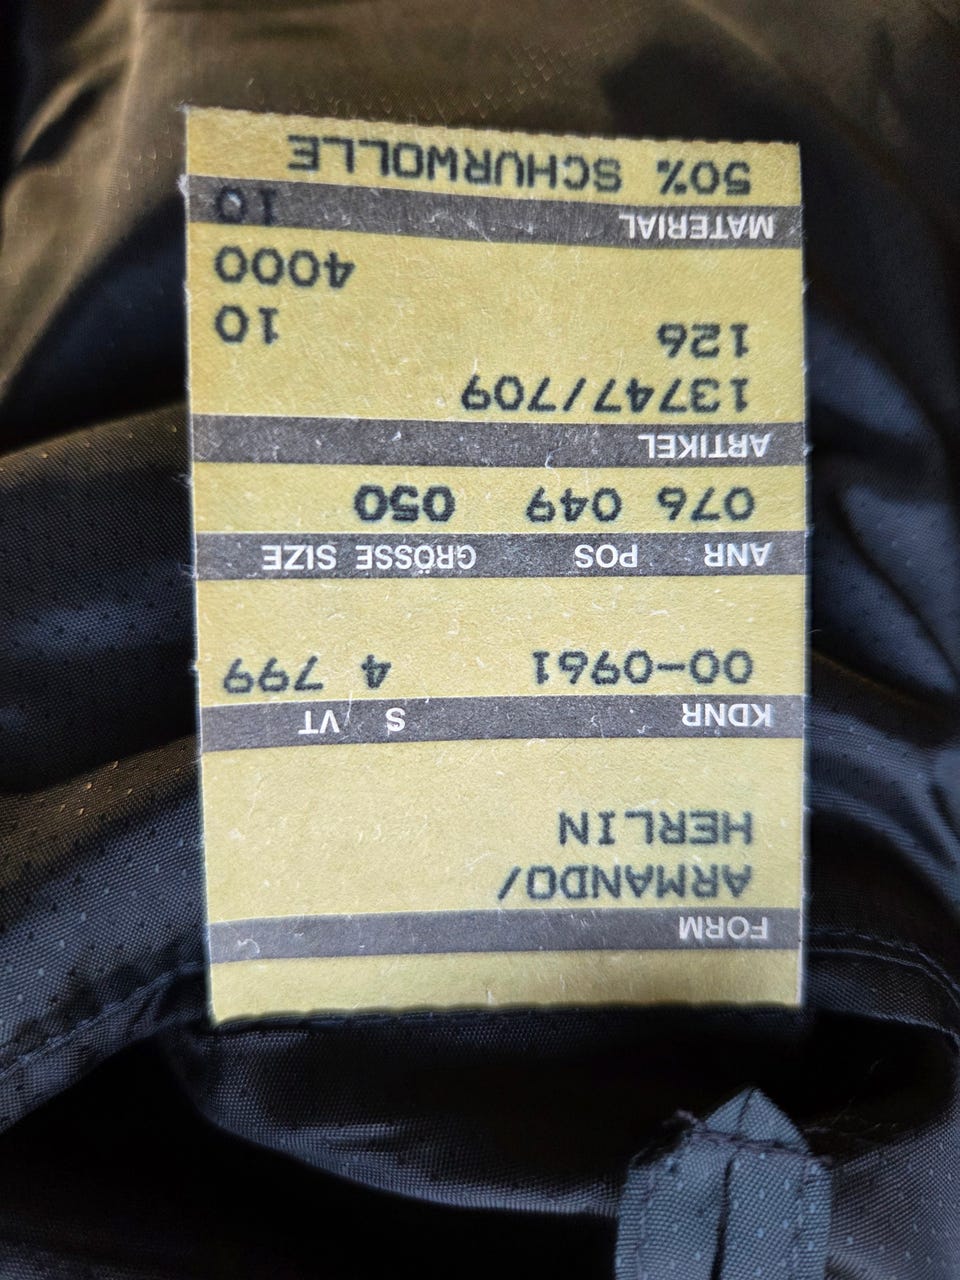 FORM
ARMANDO/
HERLIN
KDNR S VT
00-0961 4 799
ANR POS GRÖSSE SIZE
076 049 050
ARTIKEL
13747/709
126 10
4000
MATERIAL 10
50% SCHURWOLLE